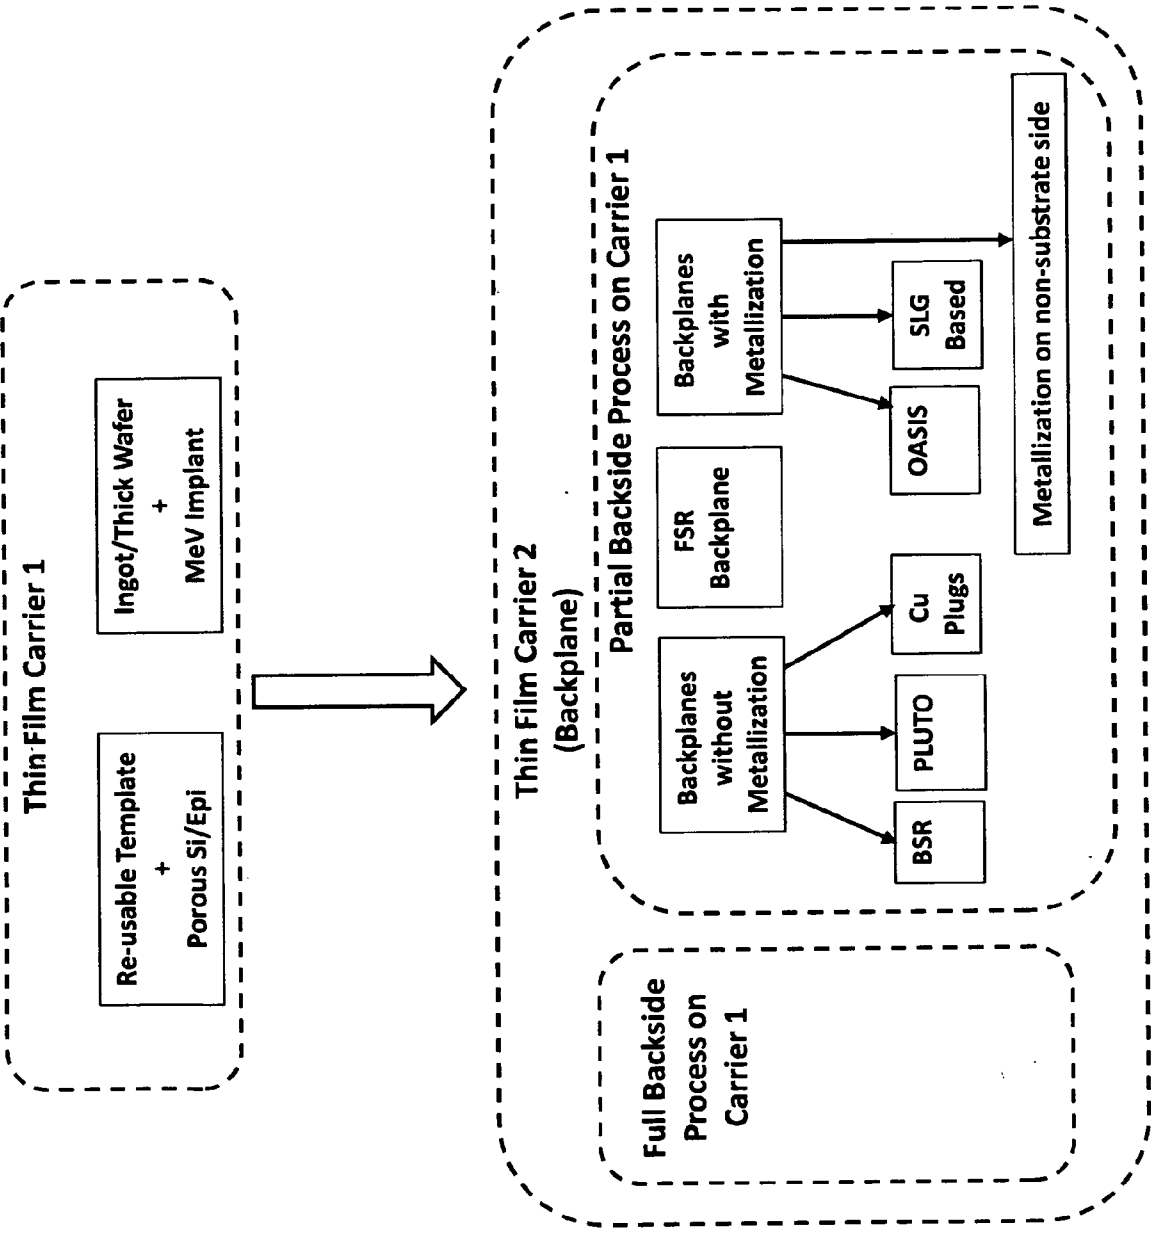 Thin Film Carrier 1
Re-usable Template
+
Porous Si/Epi
Ingot/Thick Wafer
+
MeV Implant
Thin Film Carrier 2
(Backplane)
Full Backside
Process on
Carrier 1
Partial Backside Process on Carrier 1
Backplanes
without
Metallization
FSR
Backplane
Backplanes
with
Metallization
BSR
PLUTO
Cu
Plugs
OASIS
SLG
Based
Metallization on non-substrate side